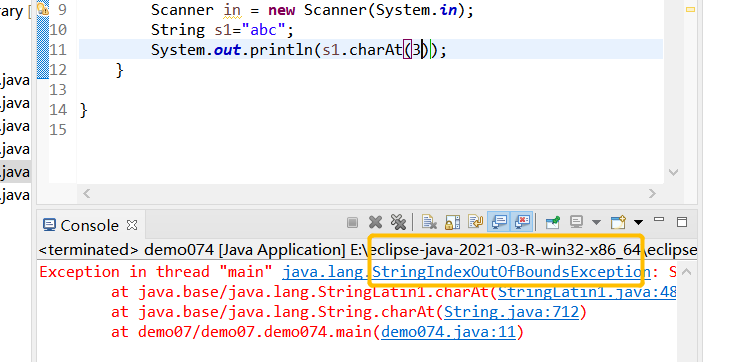 rary [
.java
.java
.java
.java
.java
.java
9 Scanner in = new Scanner(System.in);
10 String s1="abc";
11 System.out.println(s1.charAt(3));
12 }
13
14 }
15
Console
<terminated> demo074 [Java Application] E:\eclipse-java-2021-03-R-win32-x86_64\eclipse
Exception in thread "main" java.lang.StringIndexOutOfBoundsException: S
at java.base/java.lang.StringLatin1.charAt(StringLatin1.java:48
at java.base/java.lang.String.charAt(String.java:712)
at demo07/demo07.demo074.main(demo074.java:11)